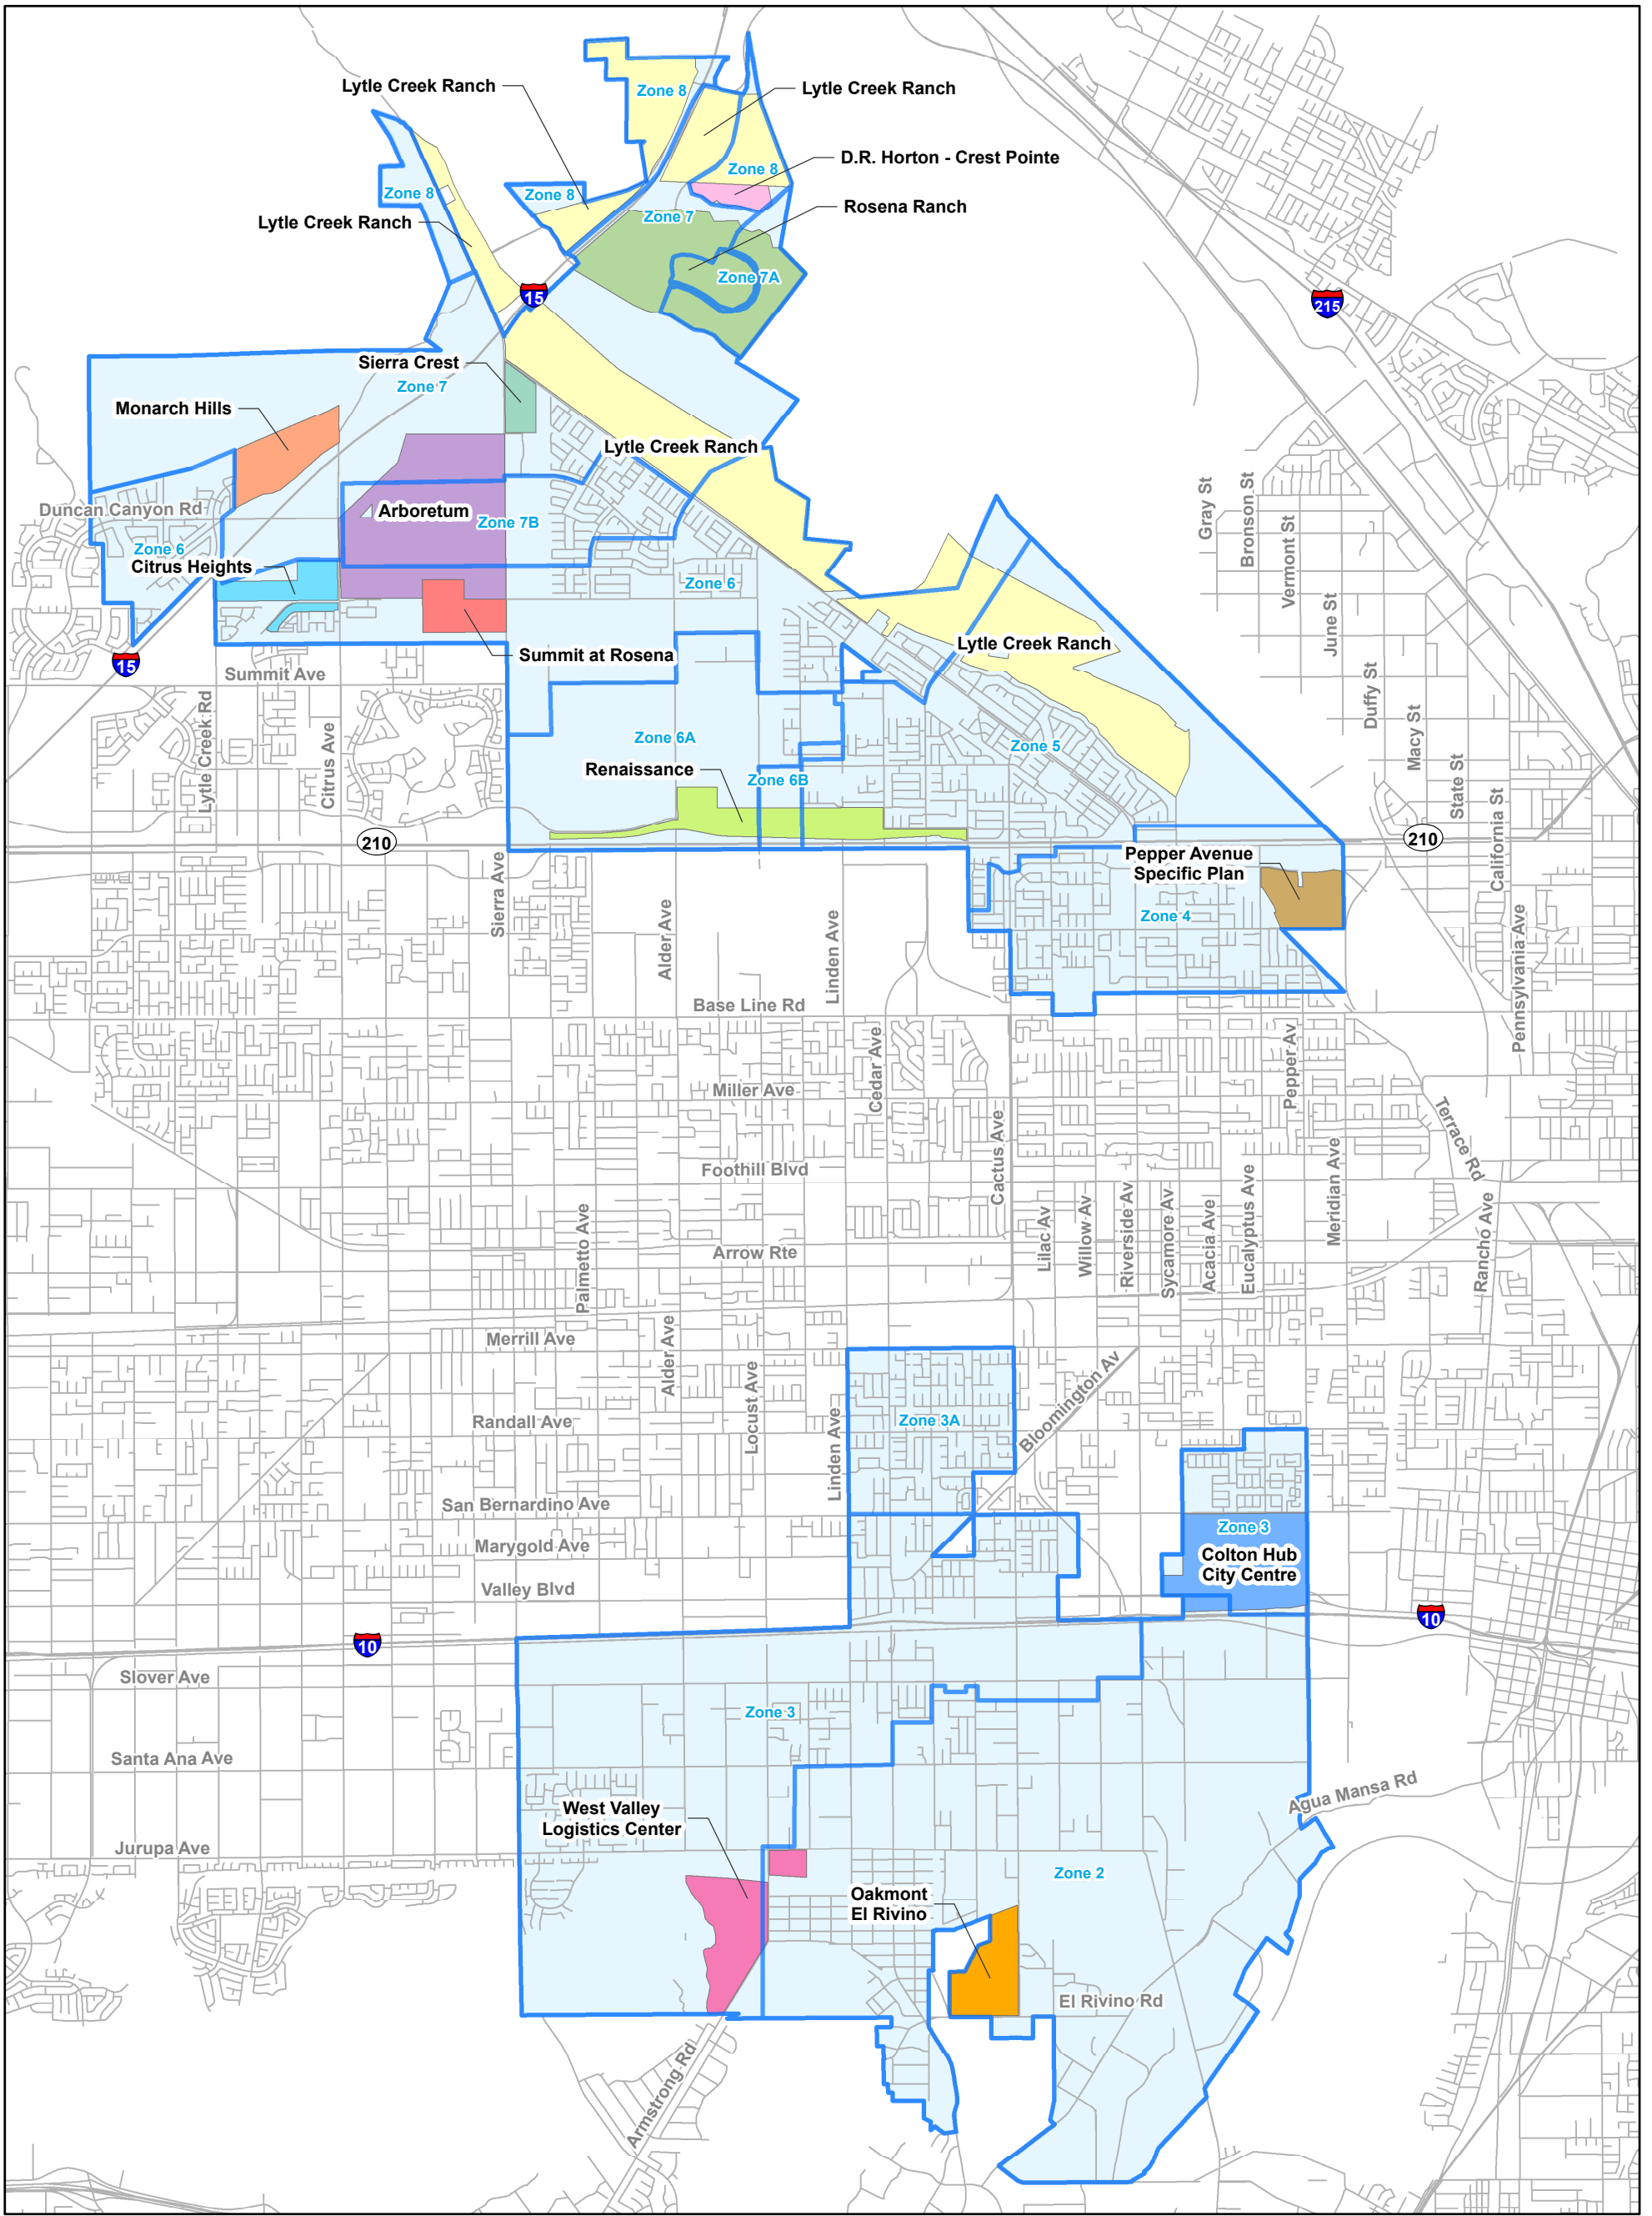 Lytle Creek Ranch
Zone 8
Lytle Creek Ranch
D.R. Horton - Crest Pointe
Zone 8
Zone 8
Zone 8
Rosena Ranch
Zone 7
Lytle Creek Ranch
Zone 7A
15
215
Sierra Crest
Zone 7
Monarch Hills
Lytle Creek Ranch
Duncan Canyon Rd
Arboretum
Zone 7B
Gray St
Bronson St
Vermont St
Zone 6
Citrus Heights
Zone 6
June St
Lytle Creek Ranch
Summit at Rosena
15
Summit Ave
Duffy St
Lytle Creek Rd
Citrus Ave
Zone 6A
Zone 5
Macy St
Renaissance
Zone 6B
State St
California St
210
210
Pepper Avenue
Specific Plan
Sierra Ave
Alder Ave
Linden Ave
Zone 4
Pennsylvania Ave
Base Line Rd
Cedar Ave
Pepper Av
Miller Ave
Terrace Rd
Cactus Ave
Foothill Blvd
Meridian Ave
Palmetto Ave
Arrow Rte
Lilac Av
Willow Av
Riverside Av
Sycamore Av
Acacia Ave
Eucalyptus Ave
Rancho Ave
Merrill Ave
Alder Ave
Locust Ave
Linden Ave
Bloomington Av
Randall Ave
Zone 3A
San Bernardino Ave
Zone 3
Marygold Ave
Colton Hub
City Centre
Valley Blvd
10
10
Slover Ave
Zone 3
Santa Ana Ave
Agua Mansa Rd
West Valley
Logistics Center
Jurupa Ave
Zone 2
Oakmont
El Rivino
El Rivino Rd
Armstrong Rd